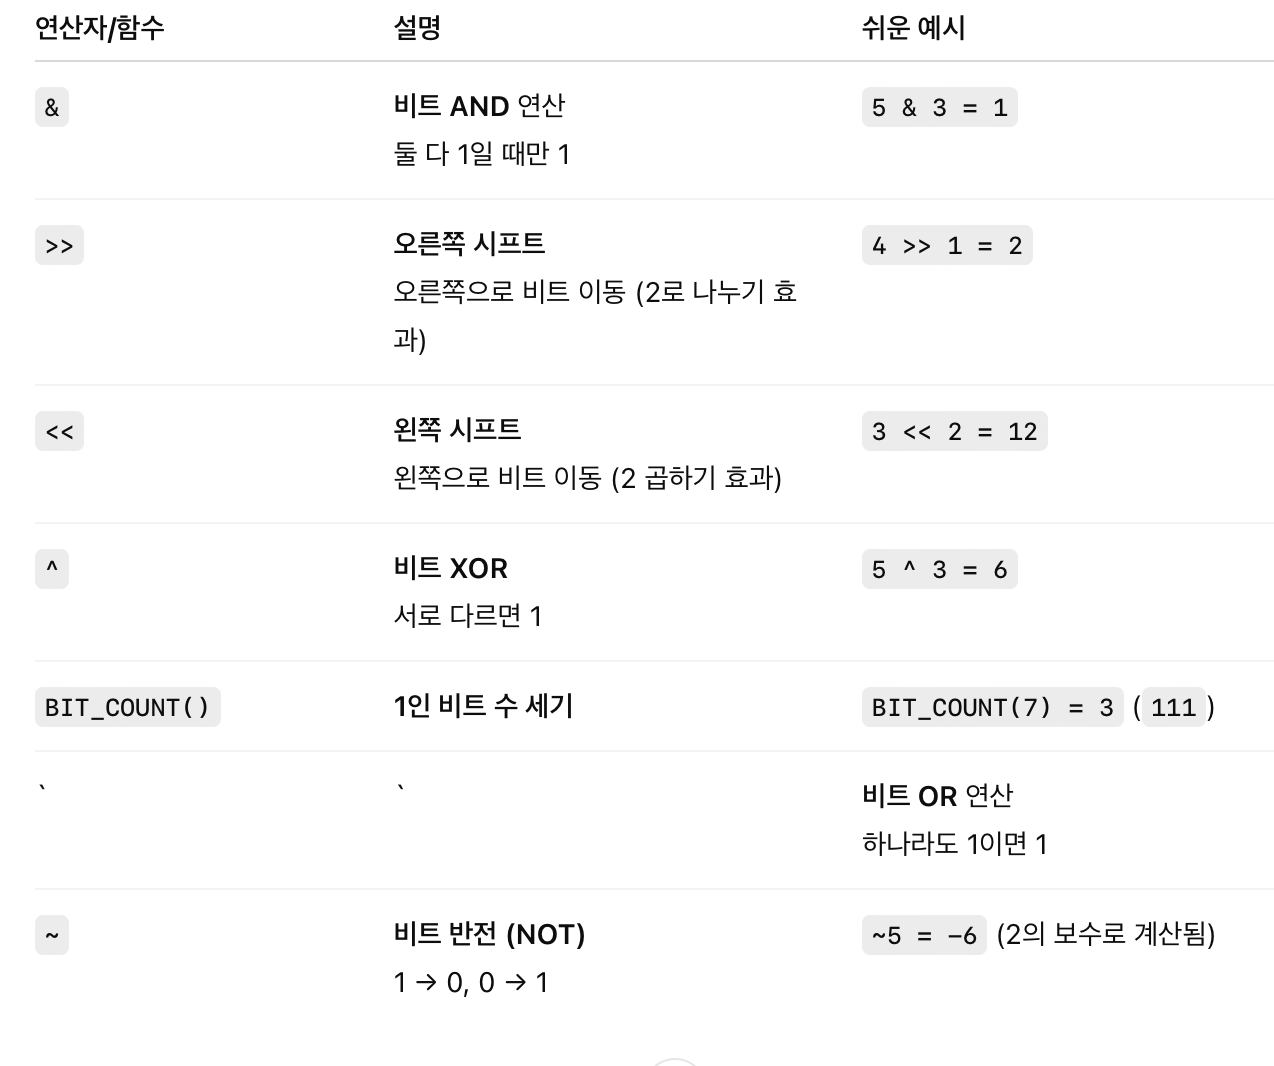 연산자/함수 설명 쉬운 예시
& 비트 AND 연산 5 & 3 = 1
둘 다 1일 때만 1
>> 오른쪽 시프트 4 >> 1 = 2
오른쪽으로 비트 이동 (2로 나누기 효
과)
<< 왼쪽 시프트 3 << 2 = 12
왼쪽으로 비트 이동 (2 곱하기 효과)
^ 비트 XOR 5 ^ 3 = 6
서로 다르면 1
BIT_COUNT() 1인 비트 수 세기 BIT_COUNT(7) = 3 (111)
` ` 비트 OR 연산
하나라도 1이면 1
~ 비트 반전 (NOT) ~5 = -6 (2의 보수로 계산됨)
1 → 0, 0 → 1